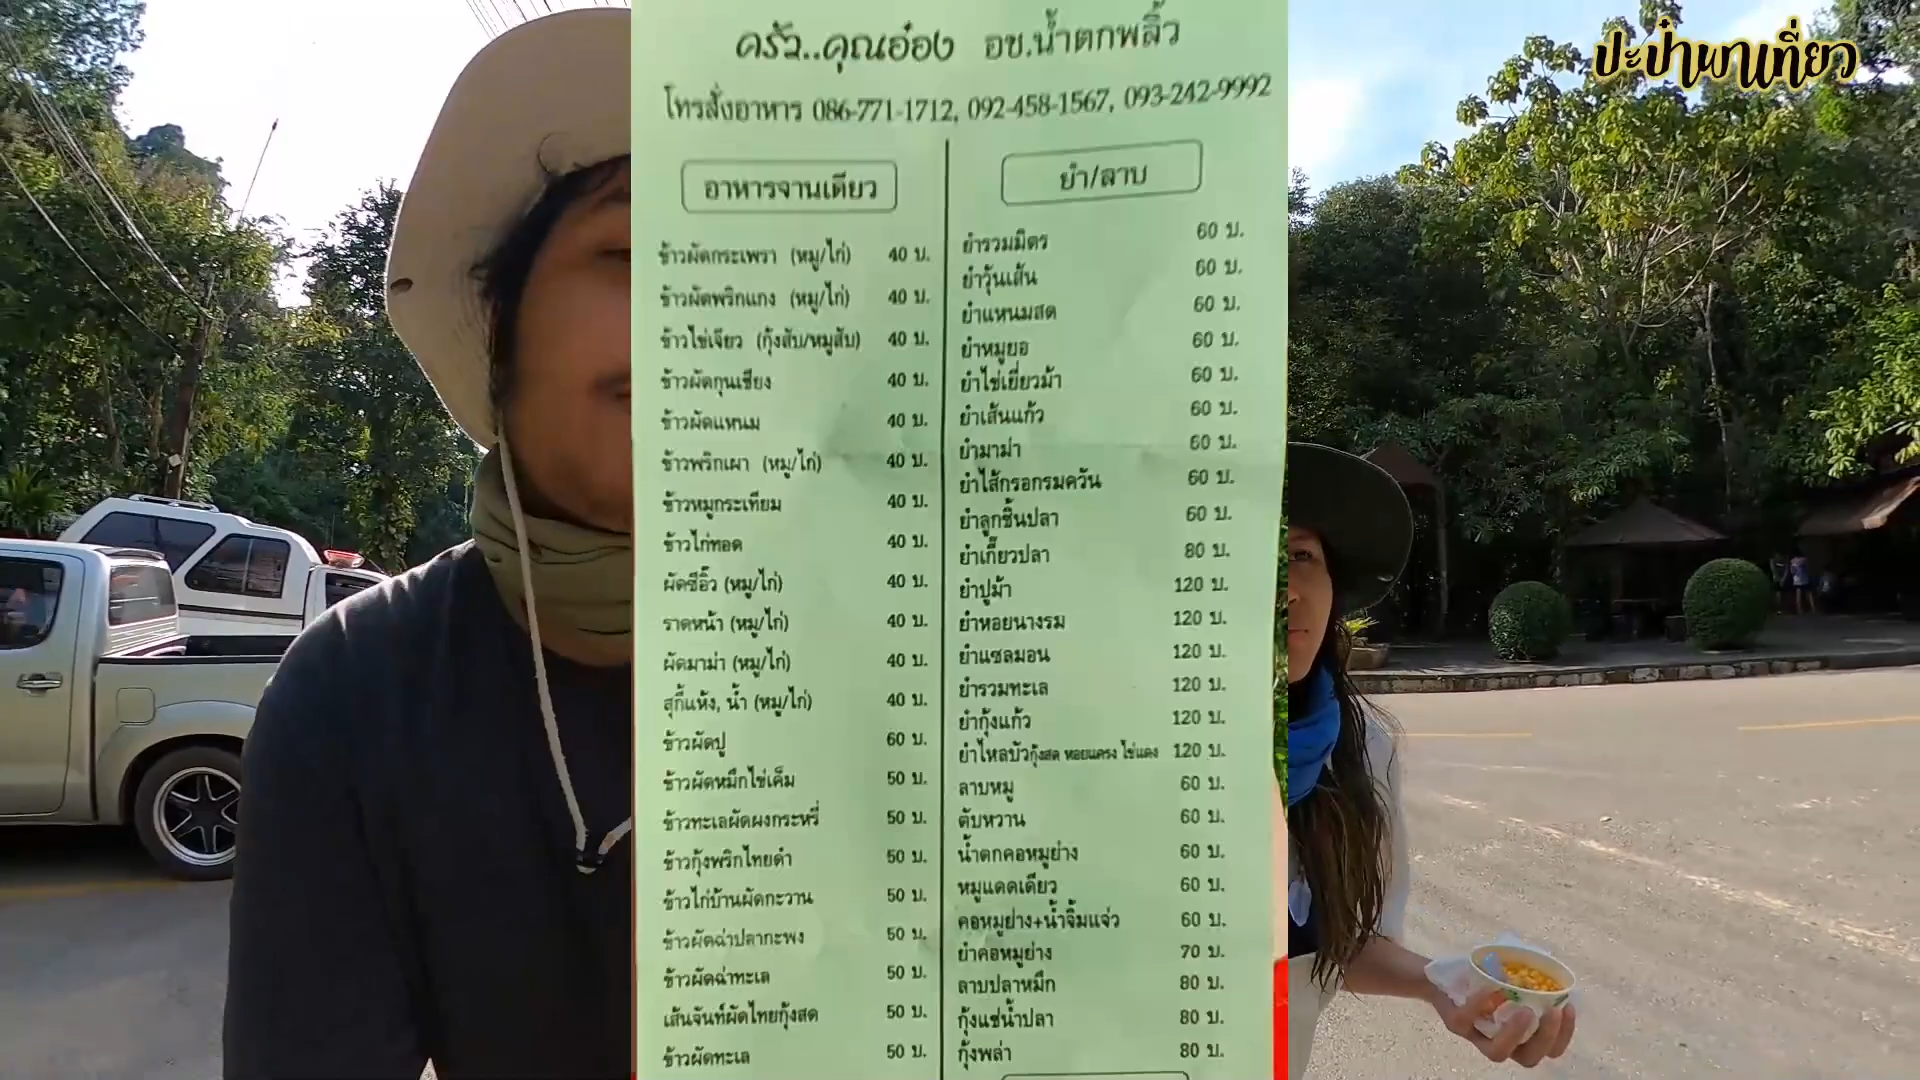 ครัว..คุณอ๋อง อช.น้ำตกพลิ้ว
โทรสั่งอาหาร 086-771-1712, 092-458-1567, 093-242-9992
ปะป๋าพาเที่ยว
อาหารจานเดียว
ข้าวผัดกระเพรา (หมู/ไก่) 40 บ.
ข้าวผัดพริกแกง (หมู/ไก่) 40 บ.
ข้าวไข่เจียว (กุ้งสับ/หมูสับ) 40 บ.
ข้าวผัดกุนเชียง 40 บ.
ข้าวผัดแหนม 40 บ.
ข้าวพริกเผา (หมู/ไก่) 40 บ.
ข้าวหมูกระเทียม 40 บ.
ข้าวไก่ทอด 40 บ.
ผัดซีอิ๊ว (หมู/ไก่) 40 บ.
ราดหน้า (หมู/ไก่) 40 บ.
ผัดมาม่า (หมู/ไก่) 40 บ.
สุกี้แห้ง, น้ำ (หมู/ไก่) 40 บ.
ข้าวผัดปู 60 บ.
ข้าวผัดหมึกไข่เค็ม 50 บ.
ข้าวทะเลผัดผงกระหรี่ 50 บ.
ข้าวกุ้งพริกไทยดำ 50 บ.
ข้าวไก่บ้านผัดกะวาน 50 บ.
ข้าวผัดฉ่าปลากะพง 50 บ.
ข้าวผัดฉ่าทะเล 50 บ.
เส้นจันท์ผัดไทยกุ้งสด 50 บ.
ข้าวผัดทะเล 50 บ.
ยำ/ลาบ
ยำรวมมิตร 60 บ.
ยำวุ้นเส้น 60 บ.
ยำแหนมสด 60 บ.
ยำหมูยอ 60 บ.
ยำไข่เยี่ยวม้า 60 บ.
ยำเส้นแก้ว 60 บ.
ยำมาม่า 60 บ.
ยำไส้กรอกรมควัน 60 บ.
ยำลูกชิ้นปลา 60 บ.
ยำเกี๊ยวปลา 80 บ.
ยำปูม้า 120 บ.
ยำหอยนางรม 120 บ.
ยำแซลมอน 120 บ.
ยำรวมทะเล 120 บ.
ยำกุ้งแก้ว 120 บ.
ยำไหลบัวกุ้งสด หอยแครง ไข่แดง 120 บ.
ลาบหมู 60 บ.
ตับหวาน 60 บ.
น้ำตกคอหมูย่าง 60 บ.
หมูแดดเดียว 60 บ.
คอหมูย่าง+น้ำจิ้มแจ่ว 60 บ.
ยำคอหมูย่าง 70 บ.
ลาบปลาหมึก 80 บ.
กุ้งแช่น้ำปลา 80 บ.
กุ้งพล่า 80 บ.